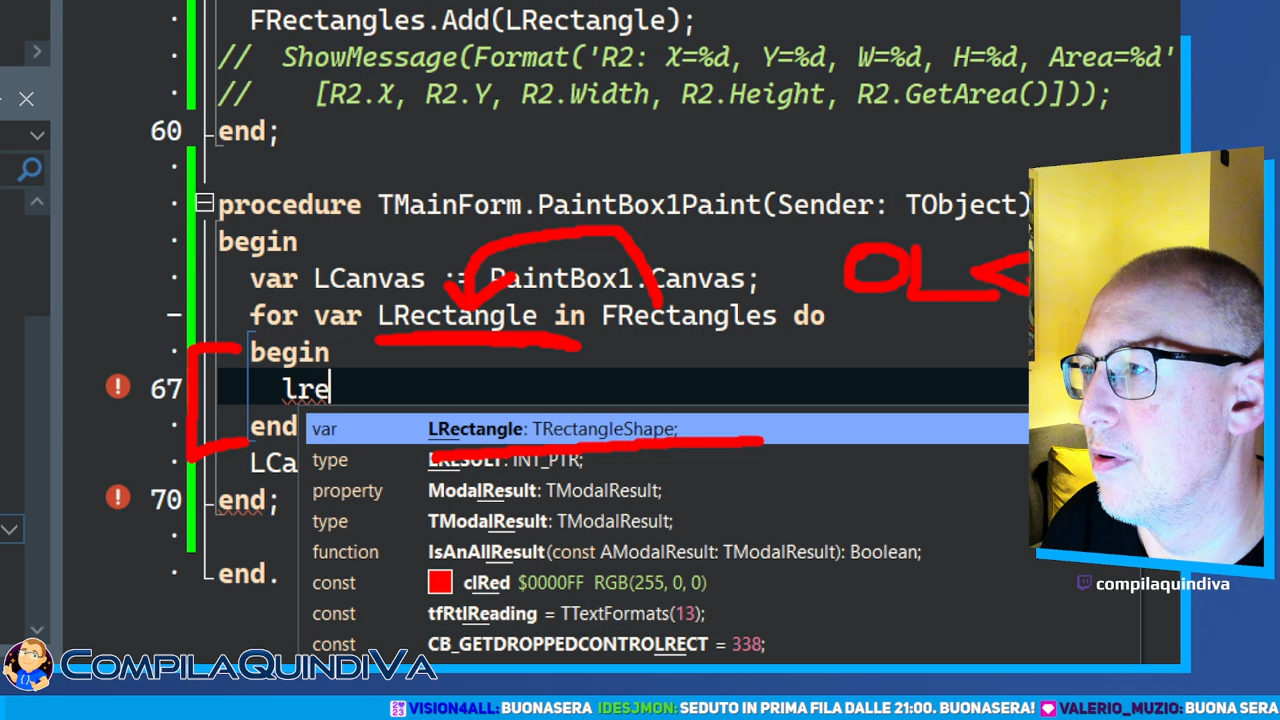 FRectangles.Add(LRectangle);
//  ShowMessage(Format('R2: X=%d, Y=%d, W=%d, H=%d, Area=%d'
//    [R2.X, R2.Y, R2.Width, R2.Height, R2.GetArea()]));
60 end;
procedure TMainForm.PaintBox1Paint(Sender: TObject)
begin
var LCanvas := PaintBox1.Canvas;
OL<
for var LRectangle in FRectangles do
begin
67 lre
end
var LRectangle: TRectangleShape;
LCa
type LRESULT: INT_PTR;
property ModalResult: TModalResult;
70 end;
type TModalResult: TModalResult;
function IsAnAllResult(const AModalResult: TModalResult): Boolean;
end.
const clRed $0000FF RGB(255, 0, 0)
compilaquindiva
const tfRtlReading = TTextFormats(13);
const CB_GETDROPPEDCONTROLRECT = 338;
COMPILAQUINDIVA
VISION4ALL: BUONASERA IDESJMON: SEDUTO IN PRIMA FILA DALLE 21:00. BUONASERA! VALERIO_MUZIO: BUONA SERA